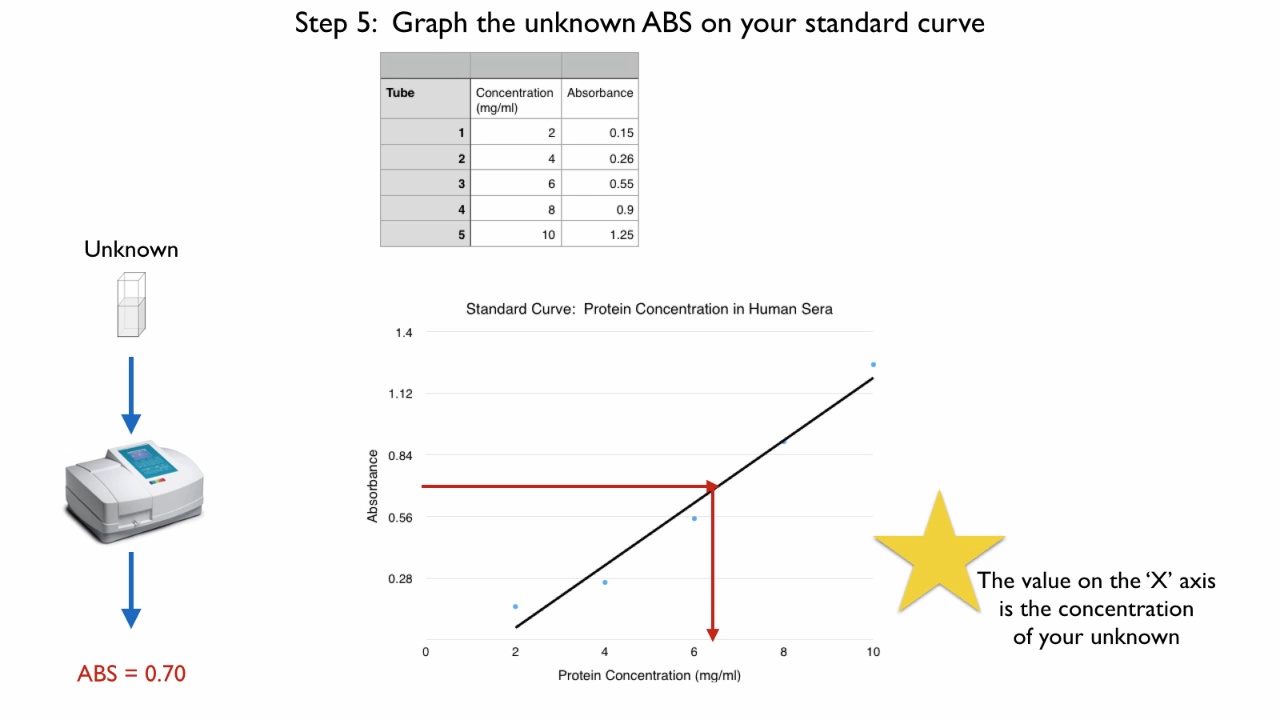 Step 5:  Graph the unknown ABS on your standard curve
Tube Concentration (mg/ml) Absorbance
1 2 0.15
2 4 0.26
3 6 0.55
4 8 0.9
5 10 1.25
Unknown
Standard Curve:  Protein Concentration in Human Sera
1.4
1.12
0.84
0.56
0.28
Absorbance
0 2 4 6 8 10
Protein Concentration (mg/ml)
The value on the ‘X’ axis
is the concentration
of your unknown
ABS = 0.70